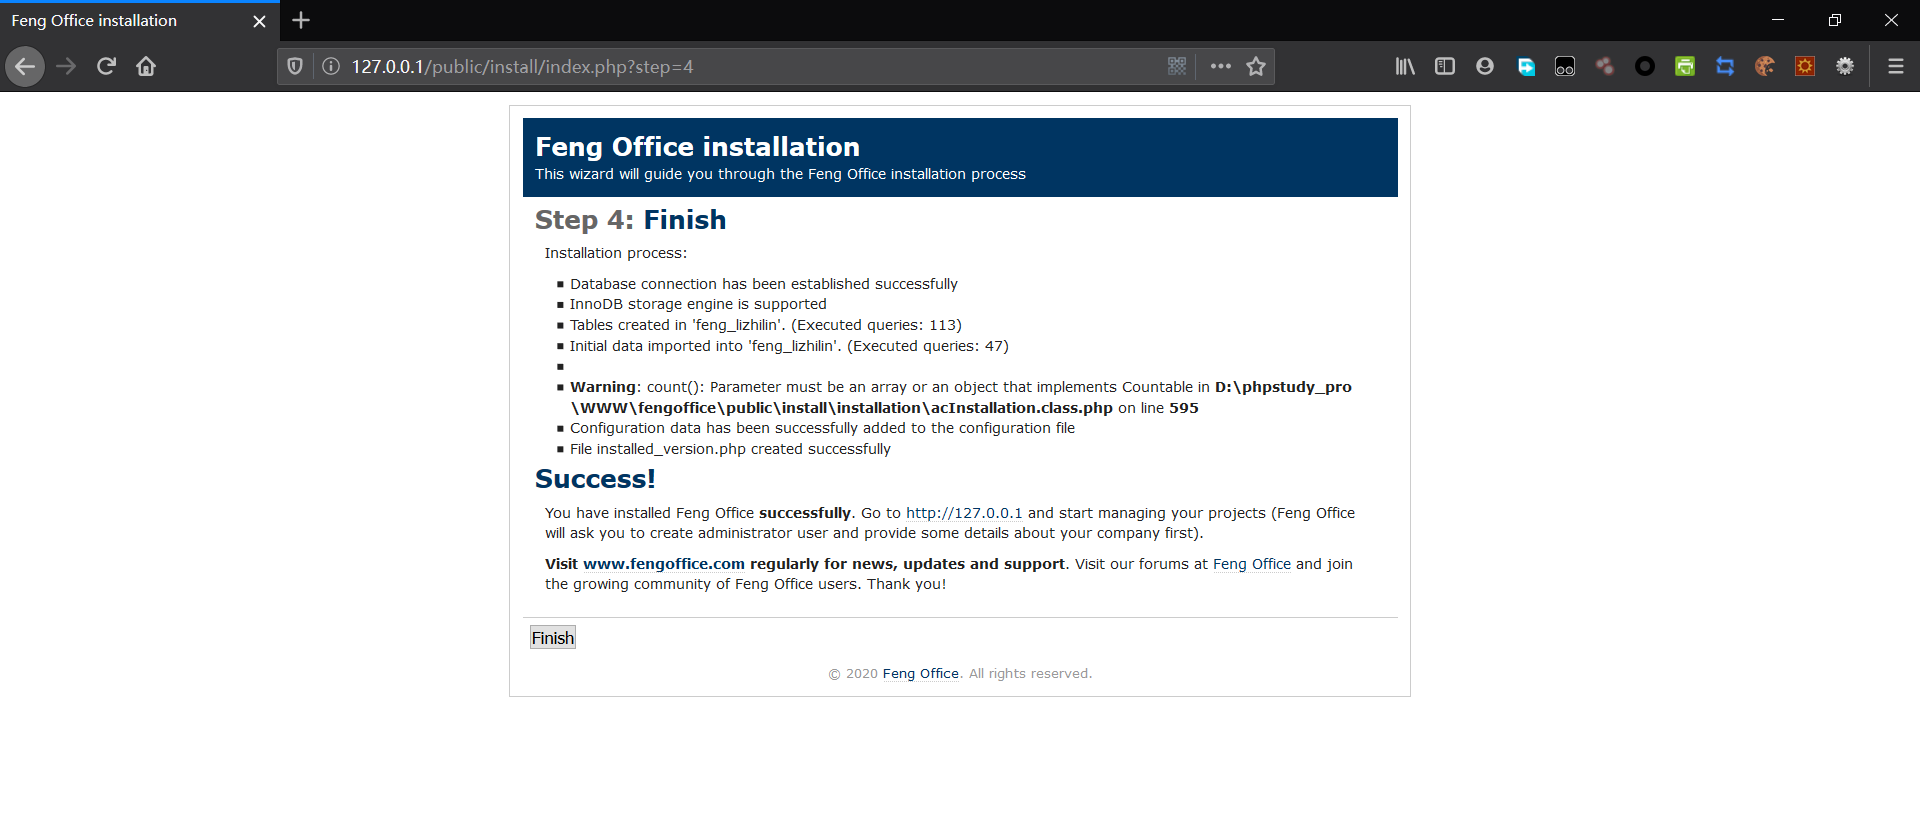 Feng Office installation
127.0.0.1/public/install/index.php?step=4
Feng Office installation
This wizard will guide you through the Feng Office installation process
Step 4: Finish
Installation process:
Database connection has been established successfully
InnoDB storage engine is supported
Tables created in 'feng_lizhilin'. (Executed queries: 113)
Initial data imported into 'feng_lizhilin'. (Executed queries: 47)
Warning: count(): Parameter must be an array or an object that implements Countable in D:\phpstudy_pro
\WWW\fengoffice\public\install\installation\acInstallation.class.php on line 595
Configuration data has been successfully added to the configuration file
File installed_version.php created successfully
Success!
You have installed Feng Office successfully. Go to http://127.0.0.1 and start managing your projects (Feng Office
will ask you to create administrator user and provide some details about your company first).
Visit www.fengoffice.com regularly for news, updates and support. Visit our forums at Feng Office and join
the growing community of Feng Office users. Thank you!
Finish
© 2020 Feng Office. All rights reserved.